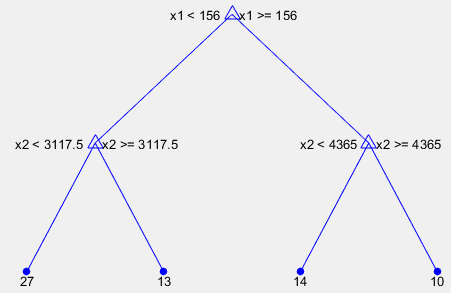 x1 < 156 x1 >= 156
x2 < 3117.5 x2 >= 3117.5 x2 < 4365 x2 >= 4365
27 13 14 10